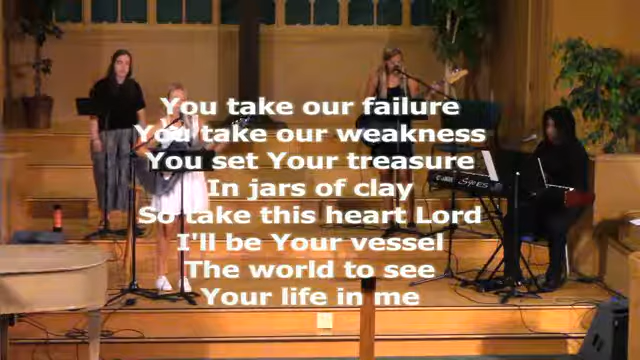 You take our failure
You take our weakness
You set Your treasure
In jars of clay
So take this heart Lord
I'll be Your vessel
The world to see
Your life in me